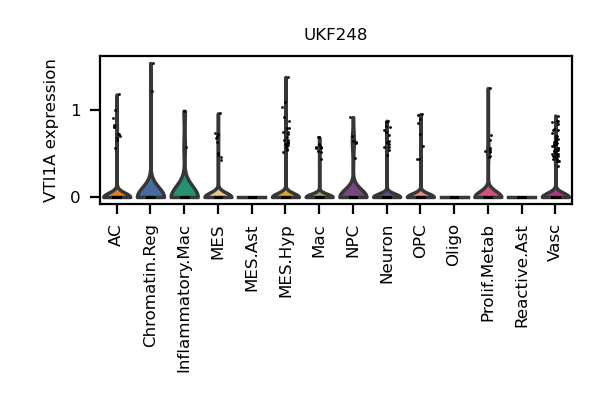 UKF248
VTI1A expression
1
0
AC
Chromatin.Reg
Inflammatory.Mac
MES
MES.Ast
MES.Hyp
Mac
NPC
Neuron
OPC
Oligo
Prolif.Metab
Reactive.Ast
Vasc